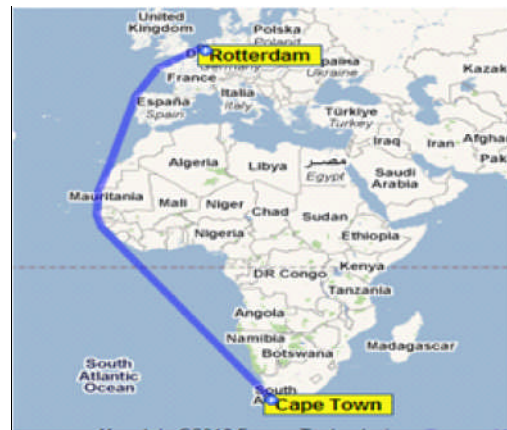 United
Kingdom
Polska
Poland
Rotterdam
Germany
Україна
Ukraine
France
Kazak
España
Spain
Italia
Italy
Türkiye
Turkey
Iraq
Iran
Afghan
Pak
Algeria
Libya
مصر
Egypt
Saudi
Arabia
Mauritania
Mali
Niger
Chad
Sudan
Nigeria
Ethiopia
DR Congo
Kenya
Tanzania
Angola
Namibia
Botswana
Madagascar
South
Atlantic
Ocean
South
Cape Town